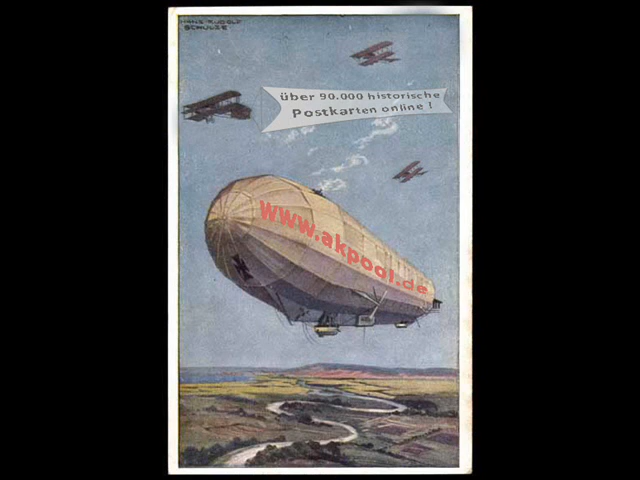 HANS RUDOLF
SCHULZE
über 90.000 historische
Postkarten online !
www.akpool.de